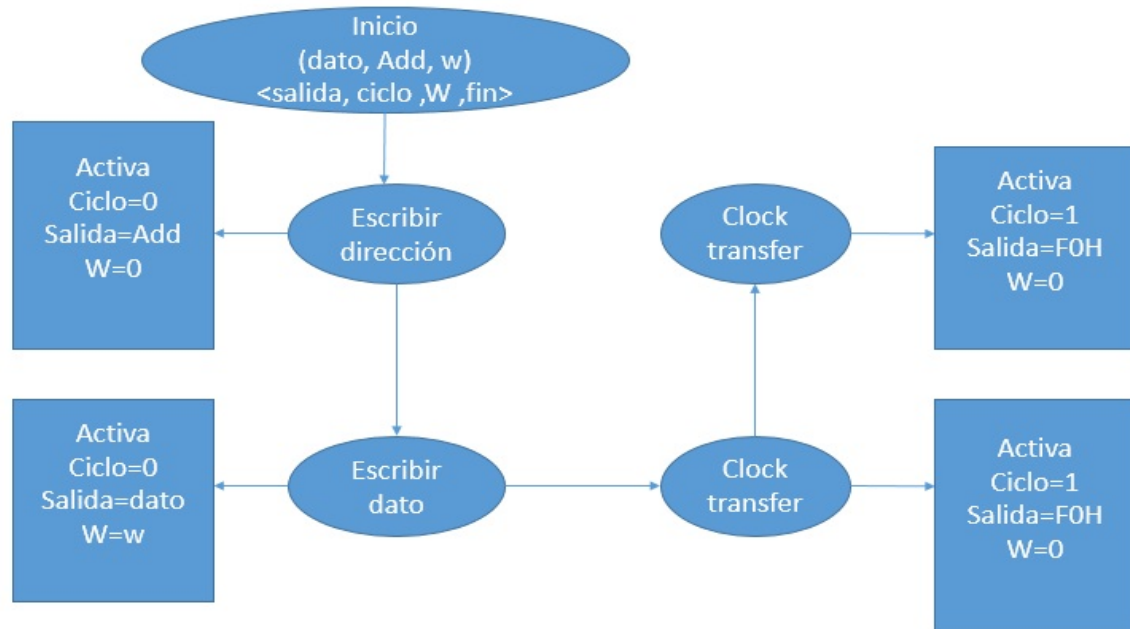 Inicio
(dato, Add, w)
<salida, ciclo ,W ,fin>
Activa
Ciclo=0
Salida=Add
W=0
Escribir
dirección
Clock
transfer
Activa
Ciclo=1
Salida=F0H
W=0
Activa
Ciclo=0
Salida=dato
W=w
Escribir
dato
Clock
transfer
Activa
Ciclo=1
Salida=F0H
W=0